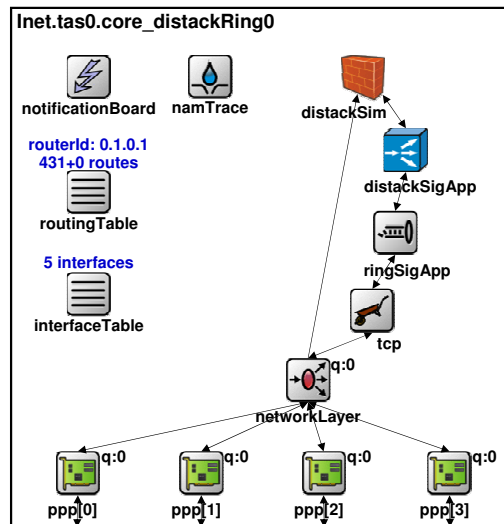 Inet.tas0.core_distackRing0
notificationBoard
namTrace
distackSim
routerId: 0.1.0.1
431+0 routes
routingTable
distackSigApp
5 interfaces
interfaceTable
ringSigApp
tcp
q:0
networkLayer
q:0 q:0 q:0 q:0
ppp[0] ppp[1] ppp[2] ppp[3]